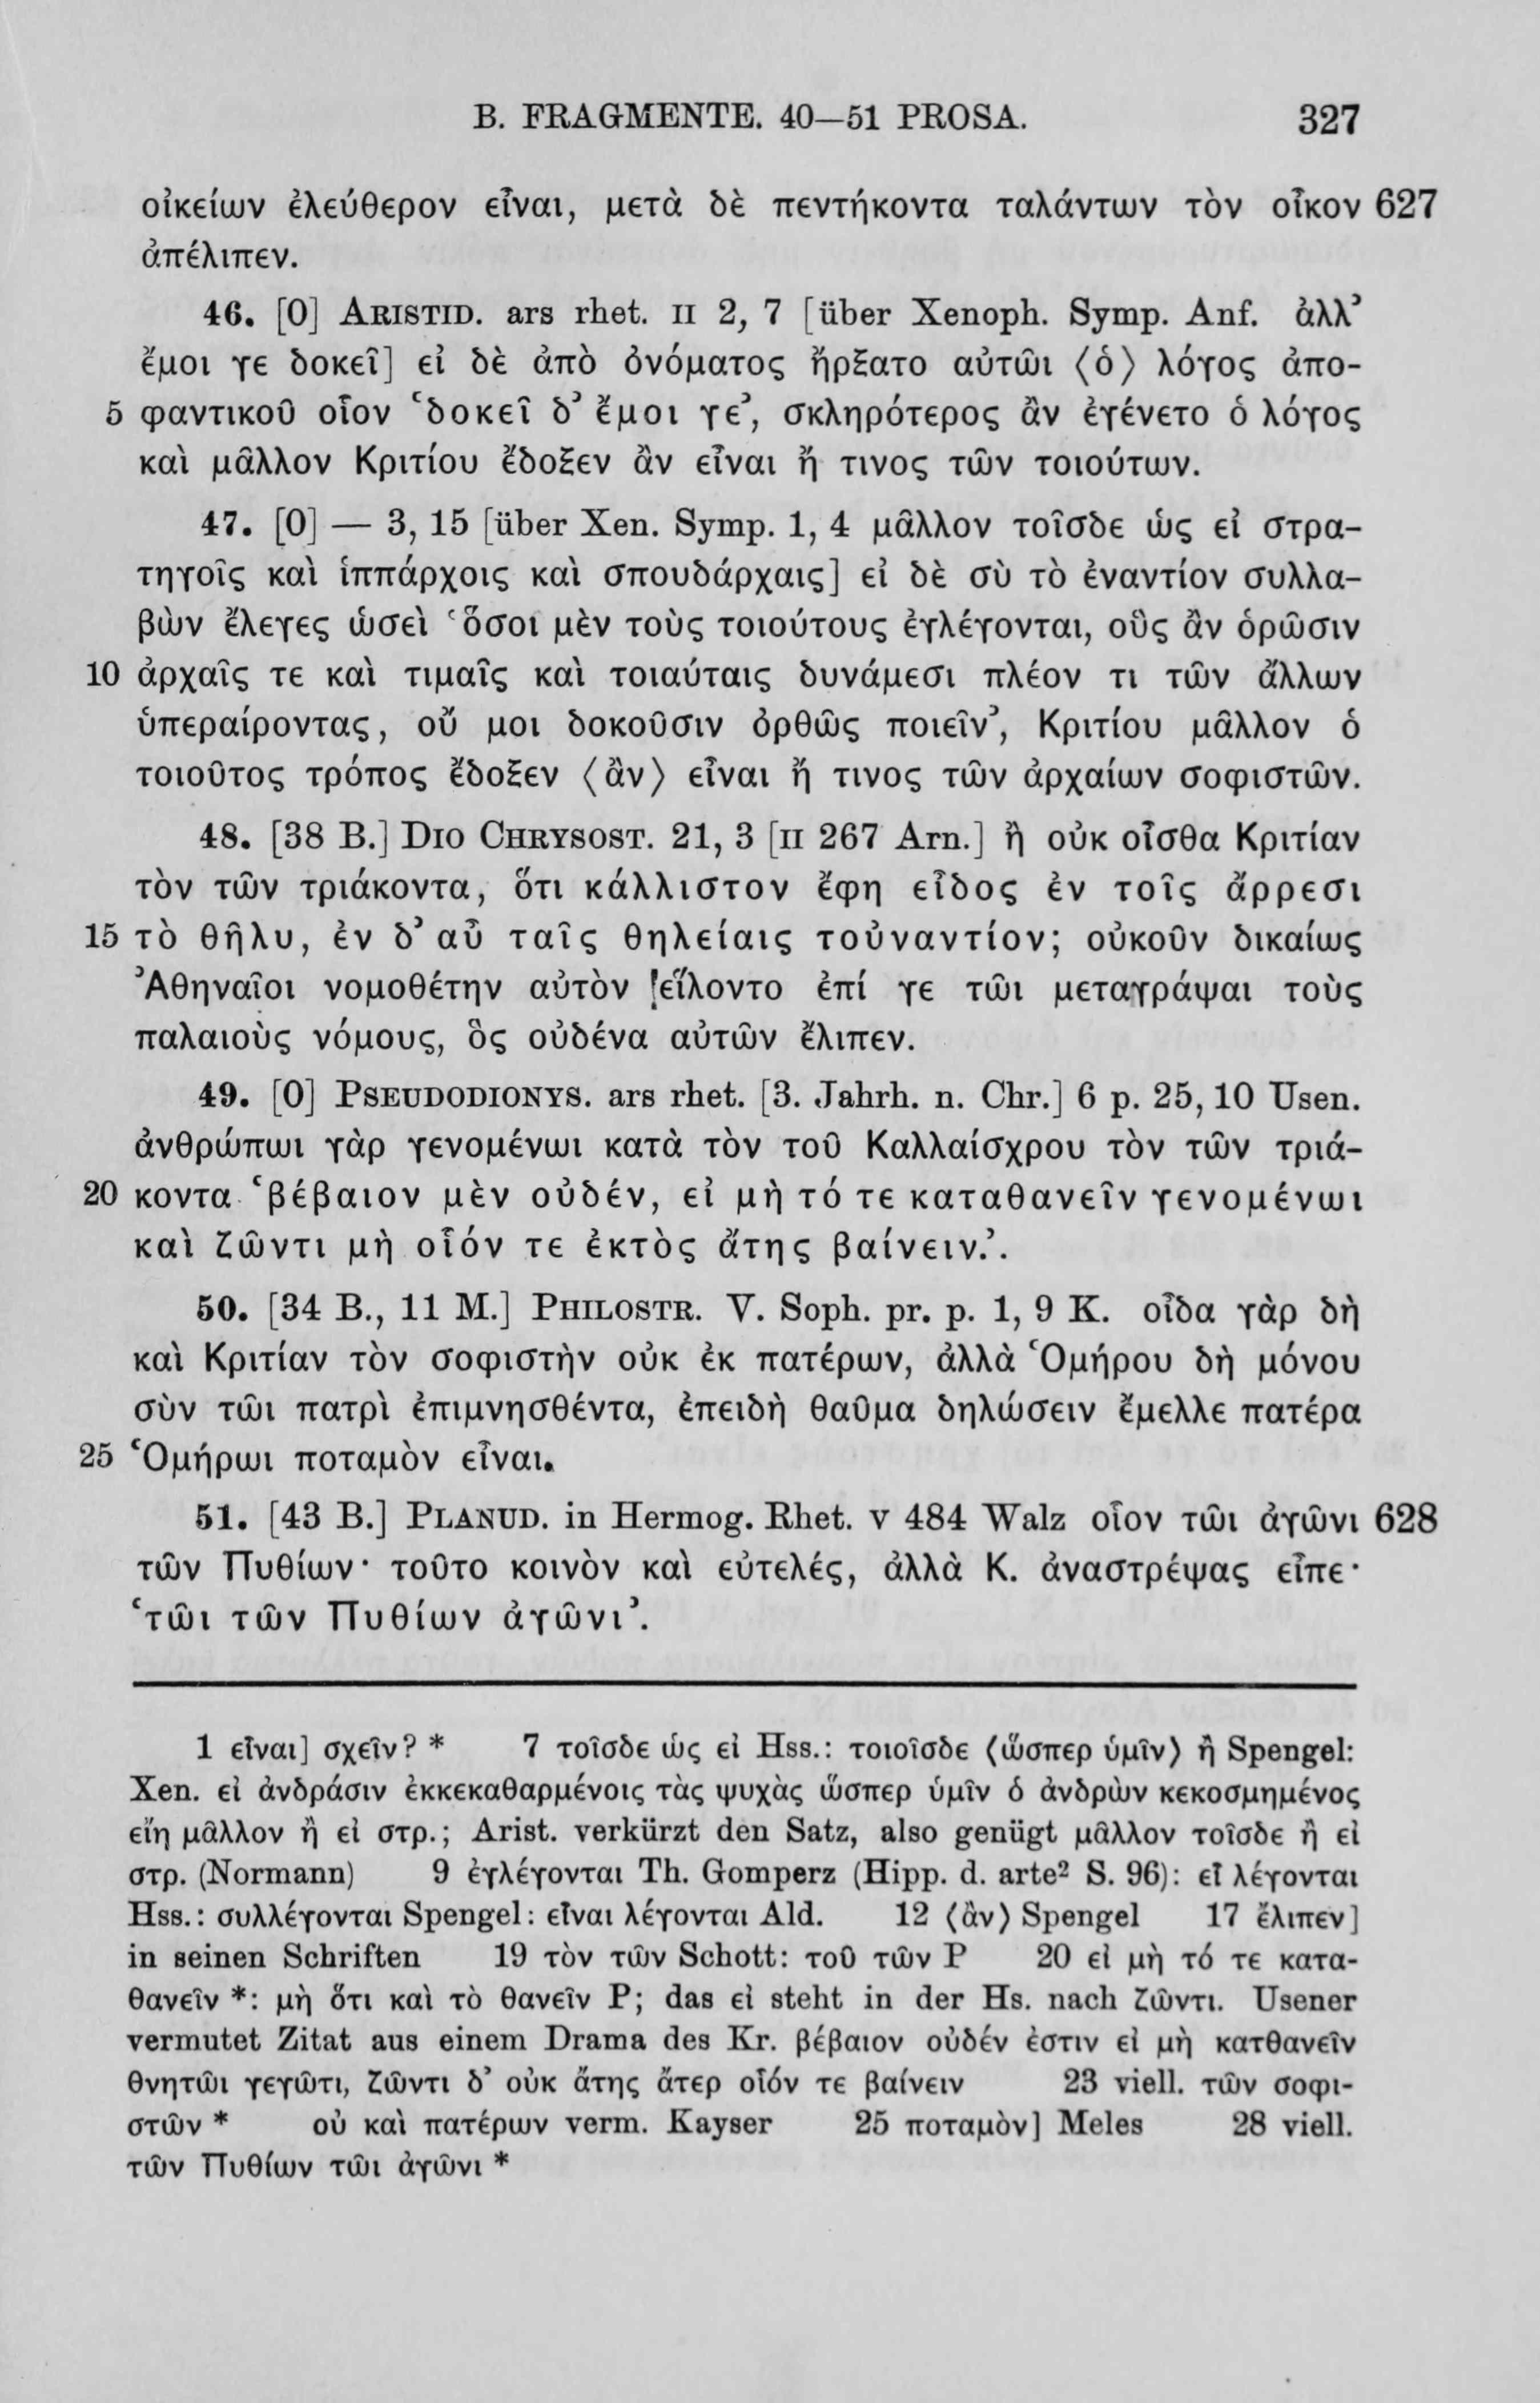 B. FRAGMENTE. 40—51 PROSA. 327
οἰκείων ἐλεύθερον εἶναι, μετὰ δὲ πεντήκοντα ταλάντων τὸν οἶκον 627
ἀπέλιπεν.
46. [0] ARISTID. ars rhet. II 2, 7 [über Xenoph. Symp. Anf. ἀλλ’
ἔμοι γε δοκεῖ] εἰ δὲ ἀπὸ ὀνόματος ἤρξατο αὐτῶι ⟨ὁ⟩ λόγος ἀπο-
5 φαντικοῦ οἷον ‘δοκεῖ δ’ ἔμοι γε’, σκληρότερος ἂν ἐγένετο ὁ λόγος
καὶ μᾶλλον Κριτίου ἔδοξεν ἂν εἶναι ἤ τινος τῶν τοιούτων.
47. [0] — 3, 15 [über Xen. Symp. 1, 4 μᾶλλον τοῖσδε ὡς εἰ στρα-
τηγοῖς καὶ ἱππάρχοις καὶ σπουδάρχαις] εἰ δὲ σὺ τὸ ἐναντίον συλλα-
βὼν ἔλεγες ὡσεὶ ‘ὅσοι μὲν τοὺς τοιούτους ἐγλέγονται, οὓς ἂν ὁρῶσιν
10 ἀρχαῖς τε καὶ τιμαῖς καὶ τοιαύταις δυνάμεσι πλέον τι τῶν ἄλλων
ὑπεραίροντας, οὔ μοι δοκοῦσιν ὀρθῶς ποιεῖν’, Κριτίου μᾶλλον ὁ
τοιοῦτος τρόπος ἔδοξεν ⟨ἂν⟩ εἶναι ἤ τινος τῶν ἀρχαίων σοφιστῶν.
48. [38 B.] DIO CHRYSOST. 21, 3 [II 267 Arn.] ἢ οὐκ οἶσθα Κριτίαν
τὸν τῶν τριάκοντα, ὅτι κάλλιστον ἔφη εἶδος ἐν τοῖς ἄρρεσι
15 τὸ θῆλυ, ἐν δ’ αὖ ταῖς θηλείαις τοὐναντίον; οὐκοῦν δικαίως
Ἀθηναῖοι νομοθέτην αὐτὸν εἵλοντο ἐπί γε τῶι μεταγράψαι τοὺς
παλαιοὺς νόμους, ὃς οὐδένα αὐτῶν ἔλιπεν.
49. [0] PSEUDODIONYS. ars rhet. [3. Jahrh. n. Chr.] 6 p. 25, 10 Usen.
ἀνθρώπωι γὰρ γενομένωι κατὰ τὸν τοῦ Καλλαίσχρου τὸν τῶν τριά-
20 κοντα ‘βέβαιον μὲν οὐδέν, εἰ μὴ τό τε καταθανεῖν γενομένωι
καὶ ζῶντι μὴ οἷόν τε ἐκτὸς ἄτης βαίνειν.’.
50. [34 B., 11 M.] PHILOSTR. V. Soph. pr. p. 1, 9 K. οἶδα γὰρ δὴ
καὶ Κριτίαν τὸν σοφιστὴν οὐκ ἐκ πατέρων, ἀλλὰ Ὁμήρου δὴ μόνου
σὺν τῶι πατρὶ ἐπιμνησθέντα, ἐπειδὴ θαῦμα δηλώσειν ἔμελλε πατέρα
25 Ὁμήρωι ποταμὸν εἶναι.
51. [43 B.] PLANUD. in Hermog. Rhet. V 484 Walz οἷον τῶι ἀγῶνι 628
τῶν Πυθίων· τοῦτο κοινὸν καὶ εὐτελές, ἀλλὰ Κ. ἀναστρέψας εἶπε·
‘τῶι τῶν Πυθίων ἀγῶνι’.
1 εἶναι] σχεῖν? * 7 τοῖσδε ὡς εἰ Hss.: τοιοῖσδε ⟨ὥσπερ ὑμῖν⟩ ἢ Spengel:
Xen. εἰ ἀνδράσιν ἐκκεκαθαρμένοις τὰς ψυχὰς ὥσπερ ὑμῖν ὁ ἀνδρὼν κεκοσμημένος
εἴη μᾶλλον ἢ εἰ στρ.; Arist. verkürzt den Satz, also genügt μᾶλλον τοῖσδε ἢ εἰ
στρ. (Normann) 9 ἐγλέγονται Th. Gomperz (Hipp. d. arte² S. 96): εἶ λέγονται
Hss.: συλλέγονται Spengel: εἶναι λέγονται Ald. 12 ⟨ἂν⟩ Spengel 17 ἔλιπεν]
in seinen Schriften 19 τὸν τῶν Schott: τοῦ τῶν P 20 εἰ μὴ τό τε κατα-
θανεῖν *: μὴ ὅτι καὶ τὸ θανεῖν P; das εἰ steht in der Hs. nach ζῶντι. Usener
vermutet Zitat aus einem Drama des Kr. βέβαιον οὐδέν ἐστιν εἰ μὴ κατθανεῖν
θνητῶι γεγῶτι, ζῶντι δ’ οὐκ ἄτης ἄτερ οἷόν τε βαίνειν 23 viell. τῶν σοφι-
στῶν * οὐ καὶ πατέρων verm. Kayser 25 ποταμὸν] Meles 28 viell.
τῶν Πυθίων τῶι ἀγῶνι *